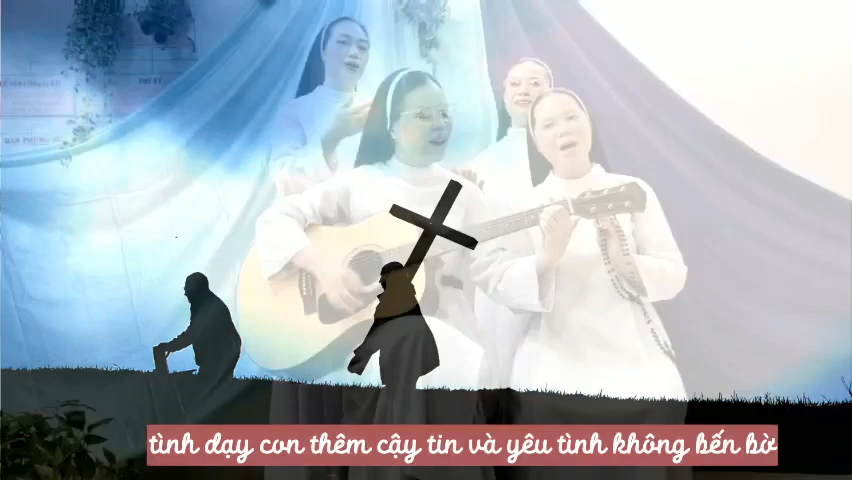 tình dạy con thêm cậy tin và yêu tình không bến bờ